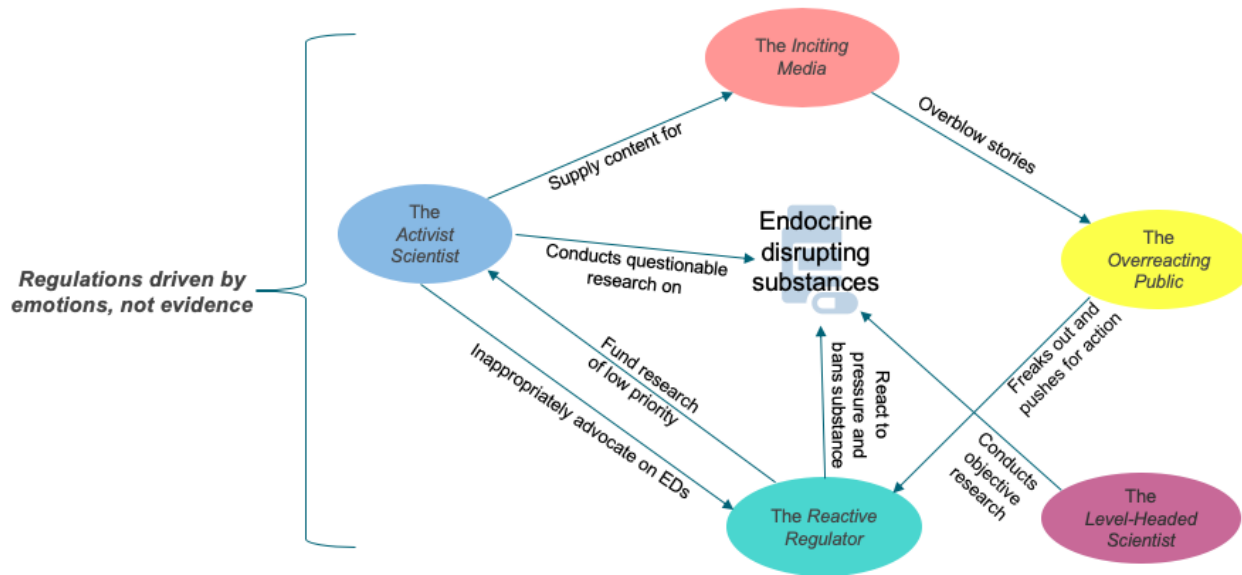 The Inciting
Media
Overblow stories
Supply content for
The
Activist
Scientist
Endocrine
disrupting
substances
Conducts questionable
research on
The
Overreacting
Public
Regulations driven by
emotions, not evidence
Freaks out and
pushes for action
Fund research
of low priority
React to
pressure and
bans substance
Inappropriately advocate on EDs
Conducts
objective
research
The Reactive
Regulator
The
Level-Headed
Scientist